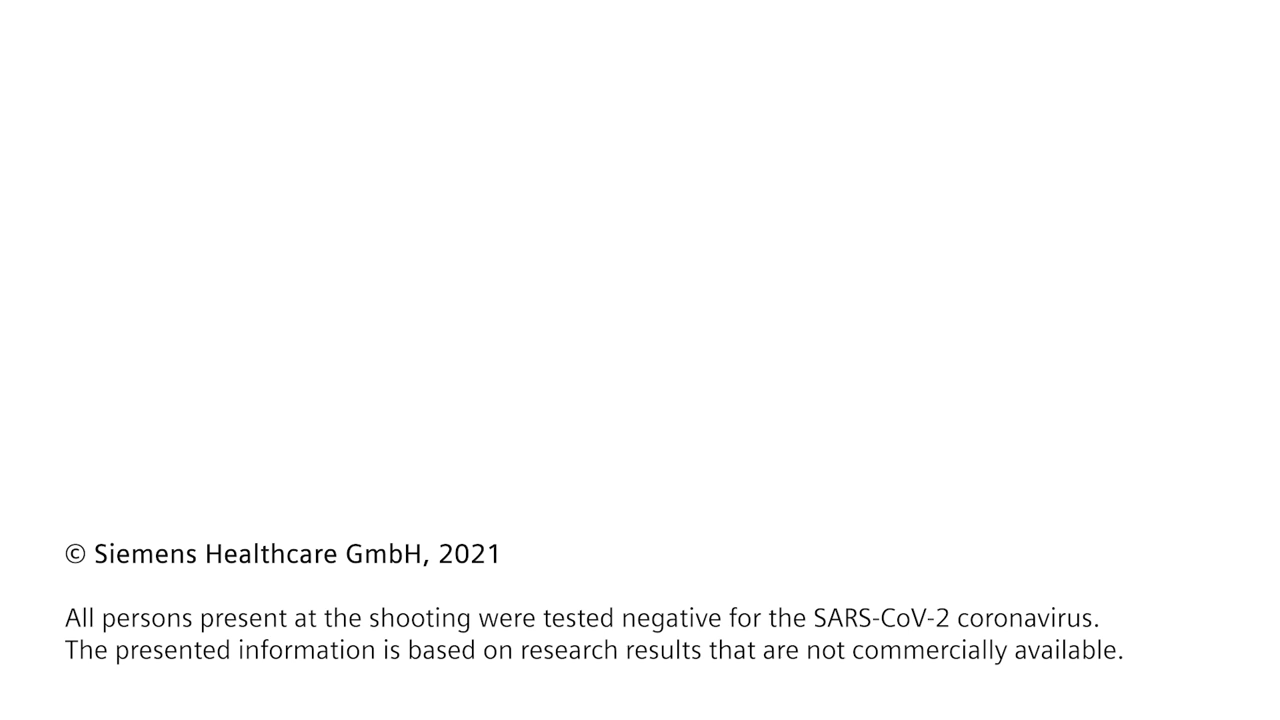 © Siemens Healthcare GmbH, 2021
All persons present at the shooting were tested negative for the SARS-CoV-2 coronavirus.
The presented information is based on research results that are not commercially available.